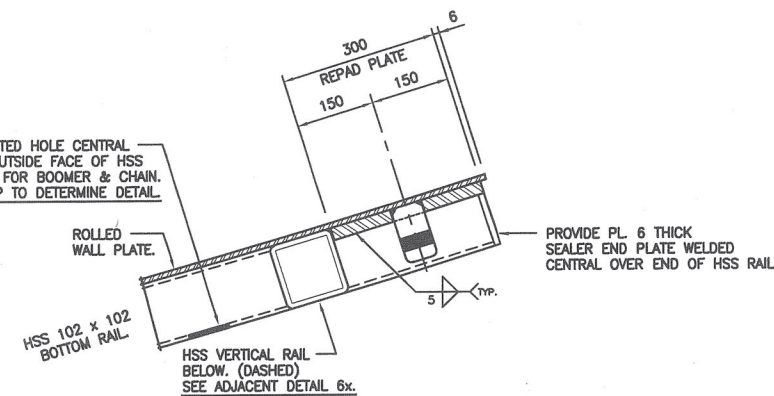 6
300
REPAD PLATE
150 150
HOLE CENTRAL
FACE OF HSS
FOR BOOMER & CHAIN.
TO DETERMINE DETAIL
ROLLED
WALL PLATE.
PROVIDE PL. 6 THICK
SEALER END PLATE WELDED
CENTRAL OVER END OF HSS RAIL
5 TYP.
HSS 102 x 102
BOTTOM RAIL.
HSS VERTICAL RAIL
BELOW. (DASHED)
SEE ADJACENT DETAIL 6x.